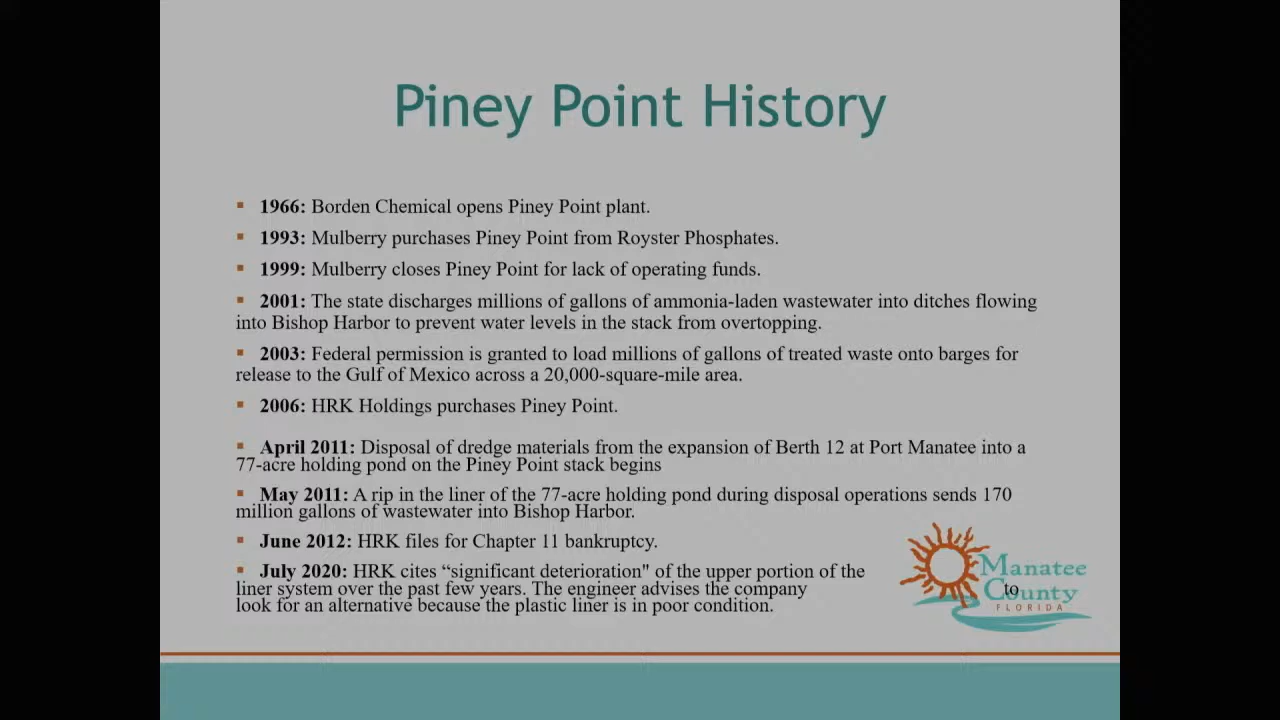 Piney Point History
▪ 1966: Borden Chemical opens Piney Point plant.
▪ 1993: Mulberry purchases Piney Point from Royster Phosphates.
▪ 1999: Mulberry closes Piney Point for lack of operating funds.
▪ 2001: The state discharges millions of gallons of ammonia-laden wastewater into ditches flowing
into Bishop Harbor to prevent water levels in the stack from overtopping.
▪ 2003: Federal permission is granted to load millions of gallons of treated waste onto barges for
release to the Gulf of Mexico across a 20,000-square-mile area.
▪ 2006: HRK Holdings purchases Piney Point.
▪ April 2011: Disposal of dredge materials from the expansion of Berth 12 at Port Manatee into a
77-acre holding pond on the Piney Point stack begins
▪ May 2011: A rip in the liner of the 77-acre holding pond during disposal operations sends 170
million gallons of wastewater into Bishop Harbor.
▪ June 2012: HRK files for Chapter 11 bankruptcy.
▪ July 2020: HRK cites “significant deterioration" of the upper portion of the
liner system over the past few years. The engineer advises the company to
look for an alternative because the plastic liner is in poor condition.
Manatee
County
FLORIDA